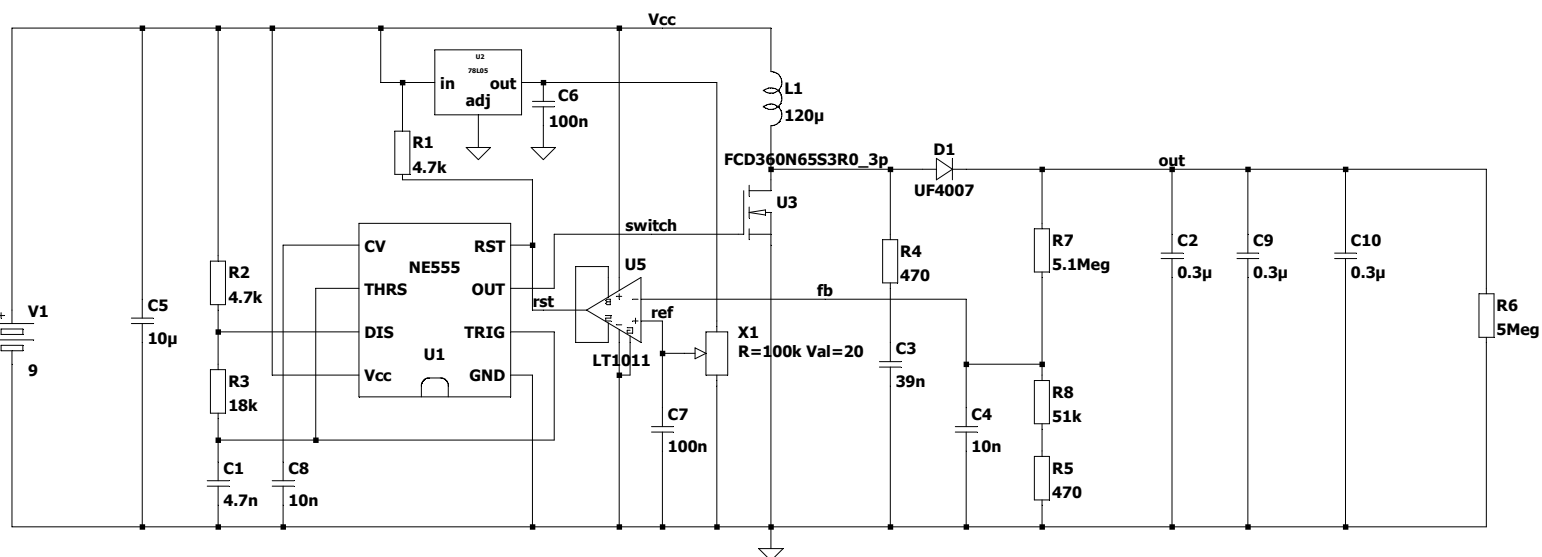 Vcc
U2
78L05
in
out
adj
C6
100n
L1
120µ
R1
4.7k
FCD360N65S3R0_3p
D1
UF4007
out
U3
switch
CV
RST
NE555
THRS
OUT
DIS
TRIG
U1
Vcc
GND
R2
4.7k
R3
18k
C5
10µ
V1
+
9
rst
U5
LT1011
fb
ref
X1
R=100k Val=20
R4
470
C3
39n
R7
5.1Meg
C2
0.3µ
C9
0.3µ
C10
0.3µ
R6
5Meg
C7
100n
C4
10n
R8
51k
R5
470
C1
4.7n
C8
10n